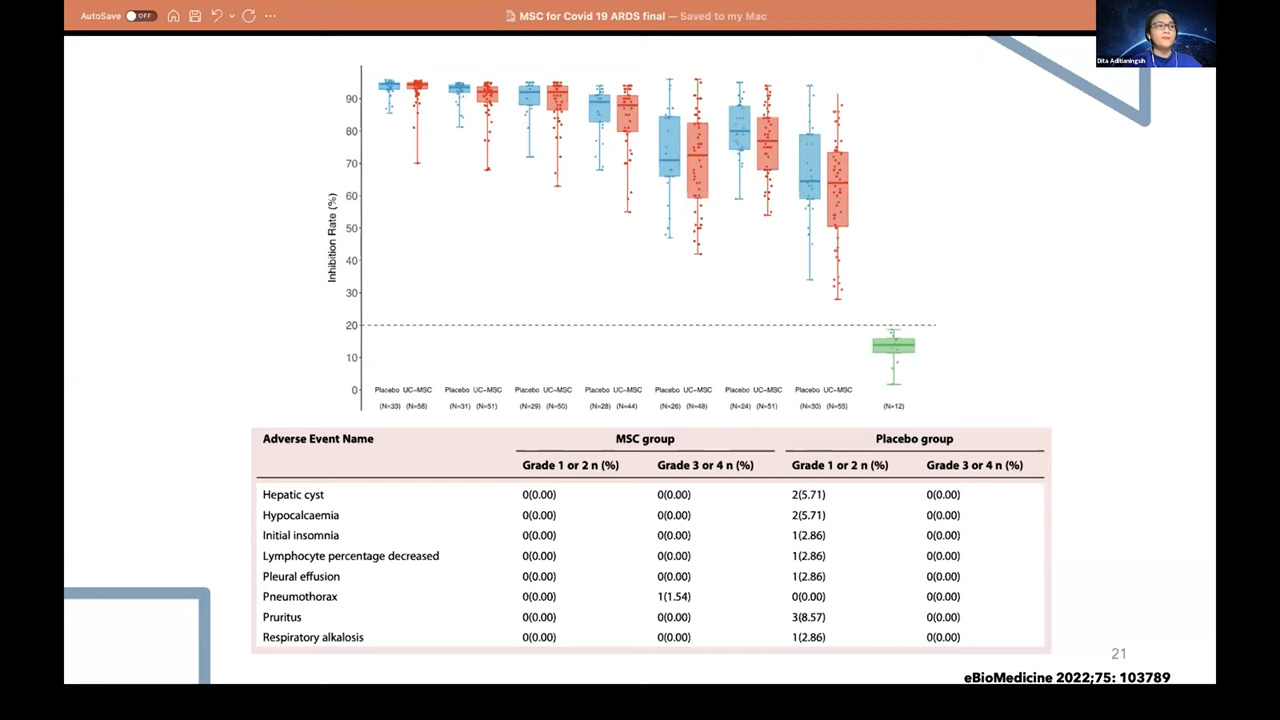 AutoSave OFF
MSC for Covid 19 ARDS final — Saved to my Mac
Dita Aditianingsih
Inhibition Rate (%)
90
80
70
60
50
40
30
20
10
0
Placebo UC-MSC Placebo UC-MSC Placebo UC-MSC Placebo UC-MSC Placebo UC-MSC Placebo UC-MSC Placebo UC-MSC
(N=33) (N=58) (N=31) (N=51) (N=29) (N=50) (N=28) (N=44) (N=26) (N=48) (N=24) (N=51) (N=30) (N=55) (N=12)
Adverse Event Name MSC group Placebo group
Grade 1 or 2 n (%) Grade 3 or 4 n (%) Grade 1 or 2 n (%) Grade 3 or 4 n (%)
Hepatic cyst 0(0.00) 0(0.00) 2(5.71) 0(0.00)
Hypocalcaemia 0(0.00) 0(0.00) 2(5.71) 0(0.00)
Initial insomnia 0(0.00) 0(0.00) 1(2.86) 0(0.00)
Lymphocyte percentage decreased 0(0.00) 0(0.00) 1(2.86) 0(0.00)
Pleural effusion 0(0.00) 0(0.00) 1(2.86) 0(0.00)
Pneumothorax 0(0.00) 1(1.54) 0(0.00) 0(0.00)
Pruritus 0(0.00) 0(0.00) 3(8.57) 0(0.00)
Respiratory alkalosis 0(0.00) 0(0.00) 1(2.86) 0(0.00)
21
eBioMedicine 2022;75: 103789